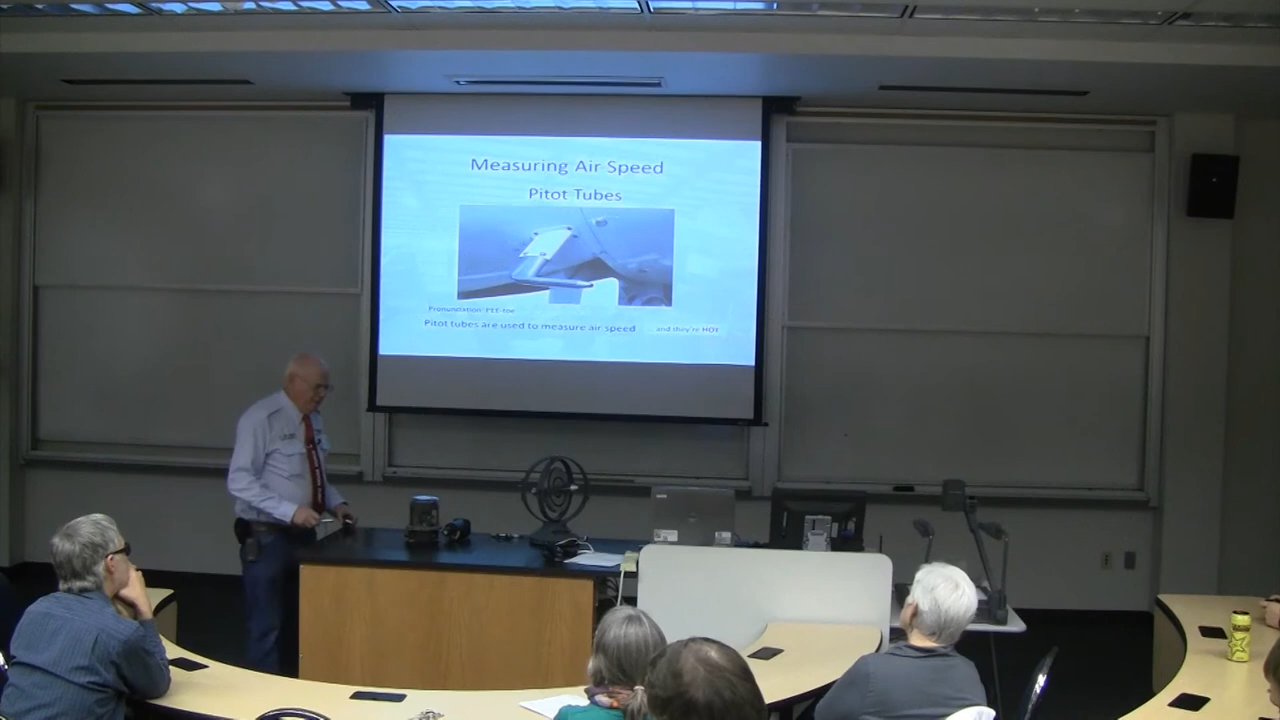 Measuring Air Speed
Pitot Tubes
Pronunciation: PEE-toe
Pitot tubes are used to measure air speed and they're HOT